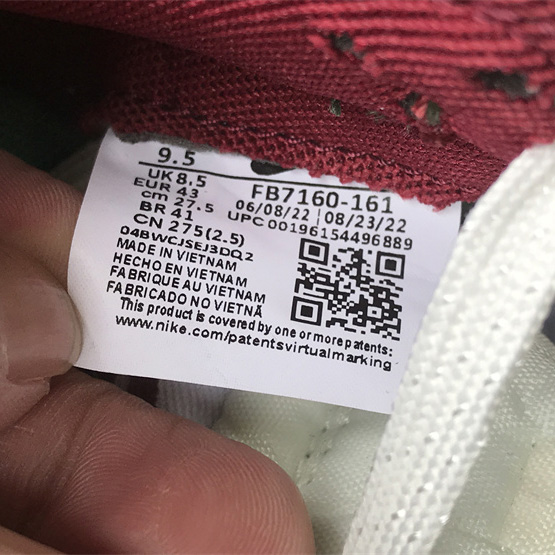 9.5
UK 8.5
EUR 43
cm 27.5
BR 41
CN 275(2.5)
04BWCJSEJ3DQ2
MADE IN VIETNAM
HECHO EN VIETNAM
FABRIQUE AU VIETNAM
FABRICADO NO VIETNÃ
FB7160-161
06/08/22 | 08/23/22
UPC 00196154496889
This product is covered by one or more patents:
www.nike.com/patentsvirtualmarking